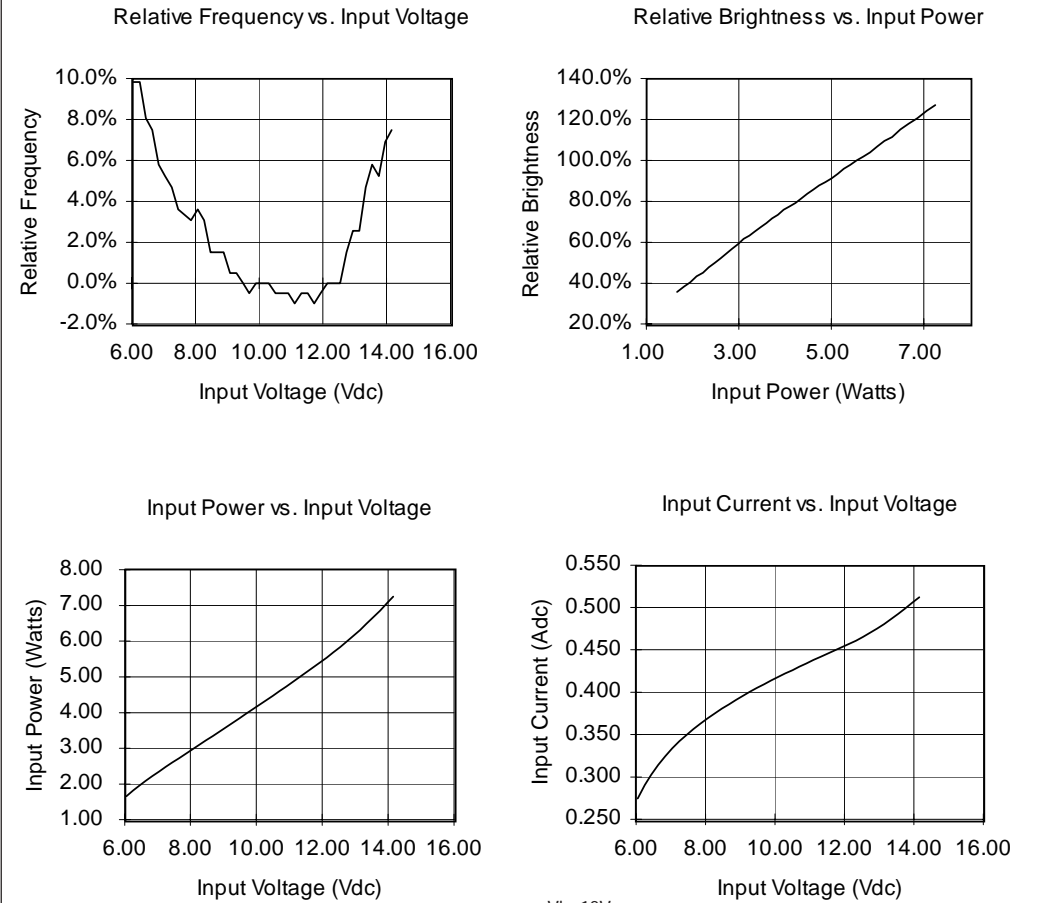 Relative Frequency vs. Input Voltage
10.0%
8.0%
6.0%
4.0%
2.0%
0.0%
-2.0%
Relative Frequency
6.00 8.00 10.00 12.00 14.00 16.00
Input Voltage (Vdc)
Relative Brightness vs. Input Power
140.0%
120.0%
100.0%
80.0%
60.0%
40.0%
20.0%
Relative Brightness
1.00 3.00 5.00 7.00
Input Power (Watts)
Input Power vs. Input Voltage
8.00
7.00
6.00
5.00
4.00
3.00
2.00
1.00
Input Power (Watts)
6.00 8.00 10.00 12.00 14.00 16.00
Input Voltage (Vdc)
Input Current vs. Input Voltage
0.550
0.500
0.450
0.400
0.350
0.300
0.250
Input Current (Adc)
6.00 8.00 10.00 12.00 14.00 16.00
Input Voltage (Vdc)